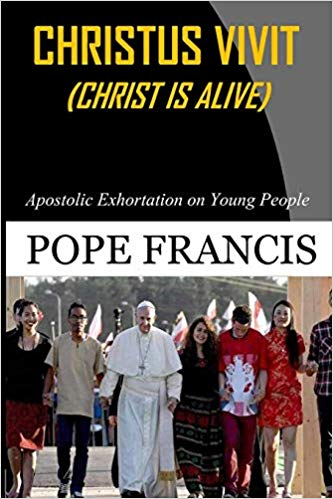 CHRISTUS VIVIT
(CHRIST IS ALIVE)
Apostolic Exhortation on Young People
POPE FRANCIS